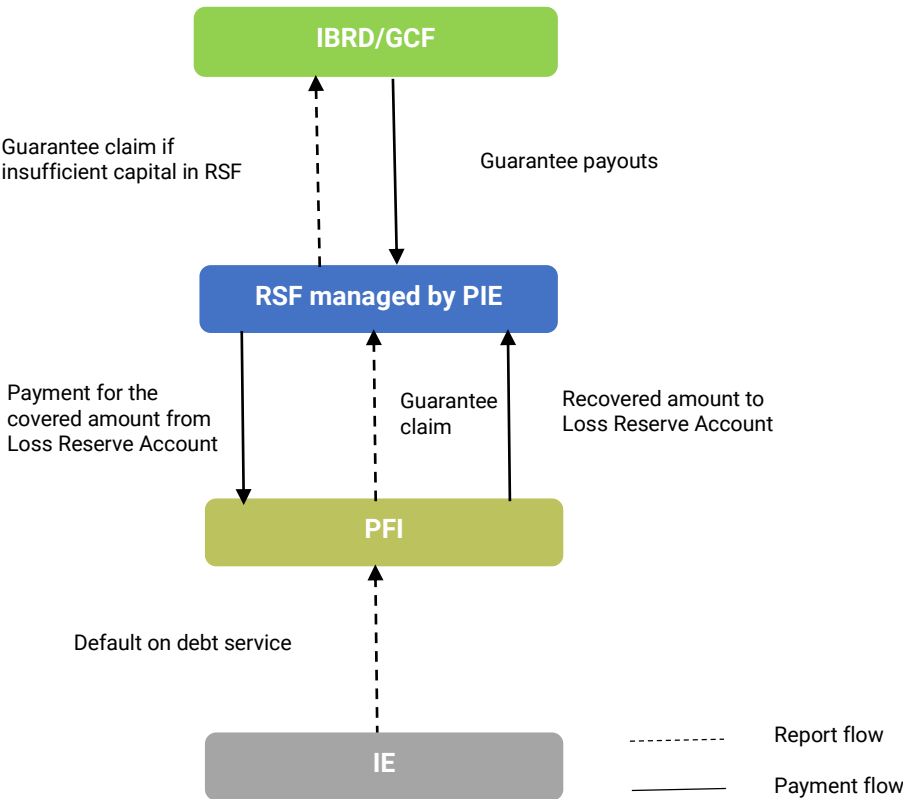 IBRD/GCF
Guarantee claim if
insufficient capital in RSF
Guarantee payouts
RSF managed by PIE
Payment for the
covered amount from
Loss Reserve Account
Guarantee
claim
Recovered amount to
Loss Reserve Account
PFI
Default on debt service
IE
Report flow
Payment flow